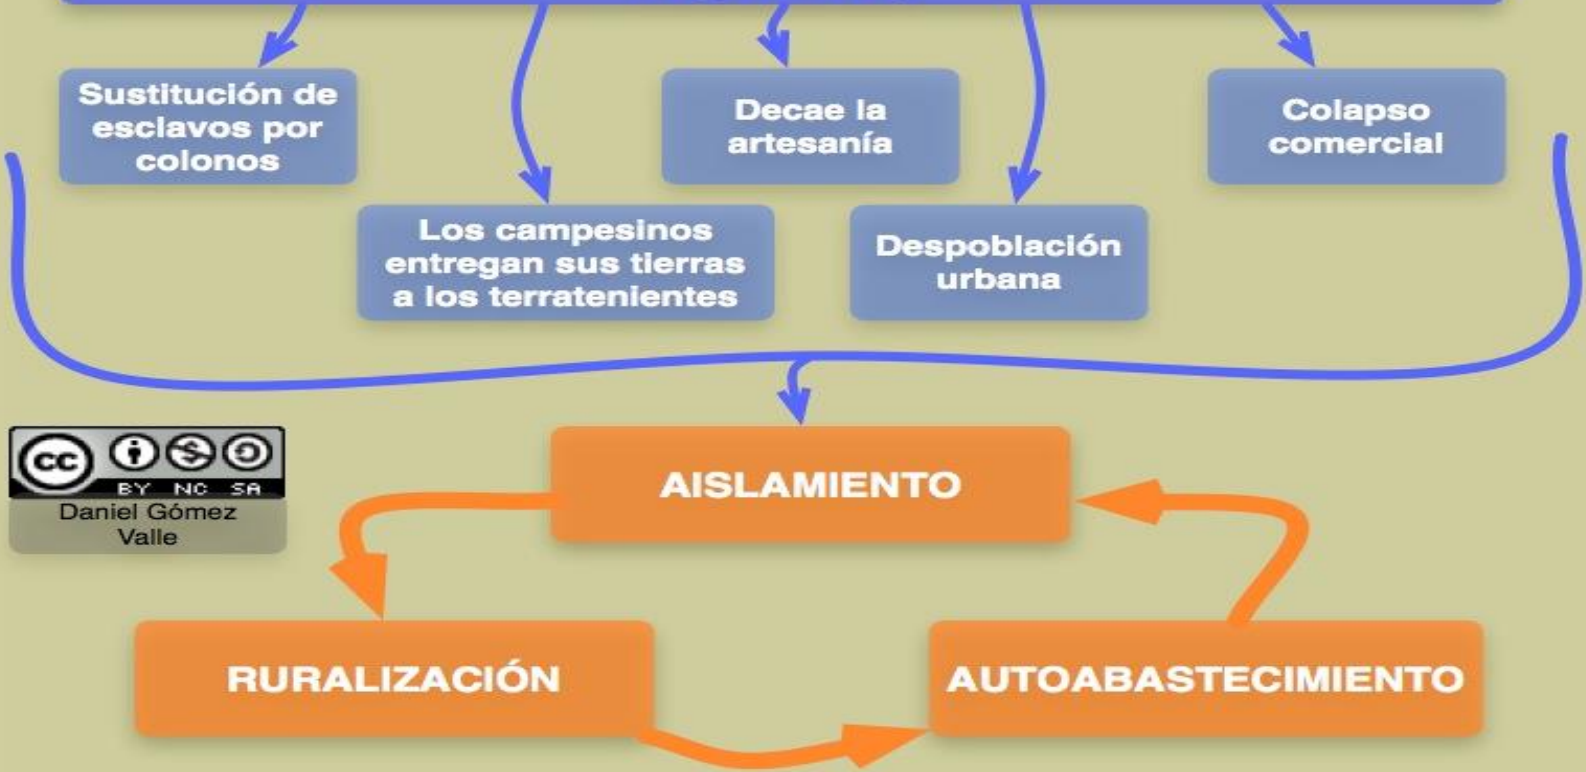 Sustitución de
esclavos por
colonos
Decae la
artesanía
Colapso
comercial
Los campesinos
entregan sus tierras
a los terratenientes
Despoblación
urbana
cc
BY NC SA
Daniel Gómez
Valle
AISLAMIENTO
RURALIZACIÓN
AUTOABASTECIMIENTO